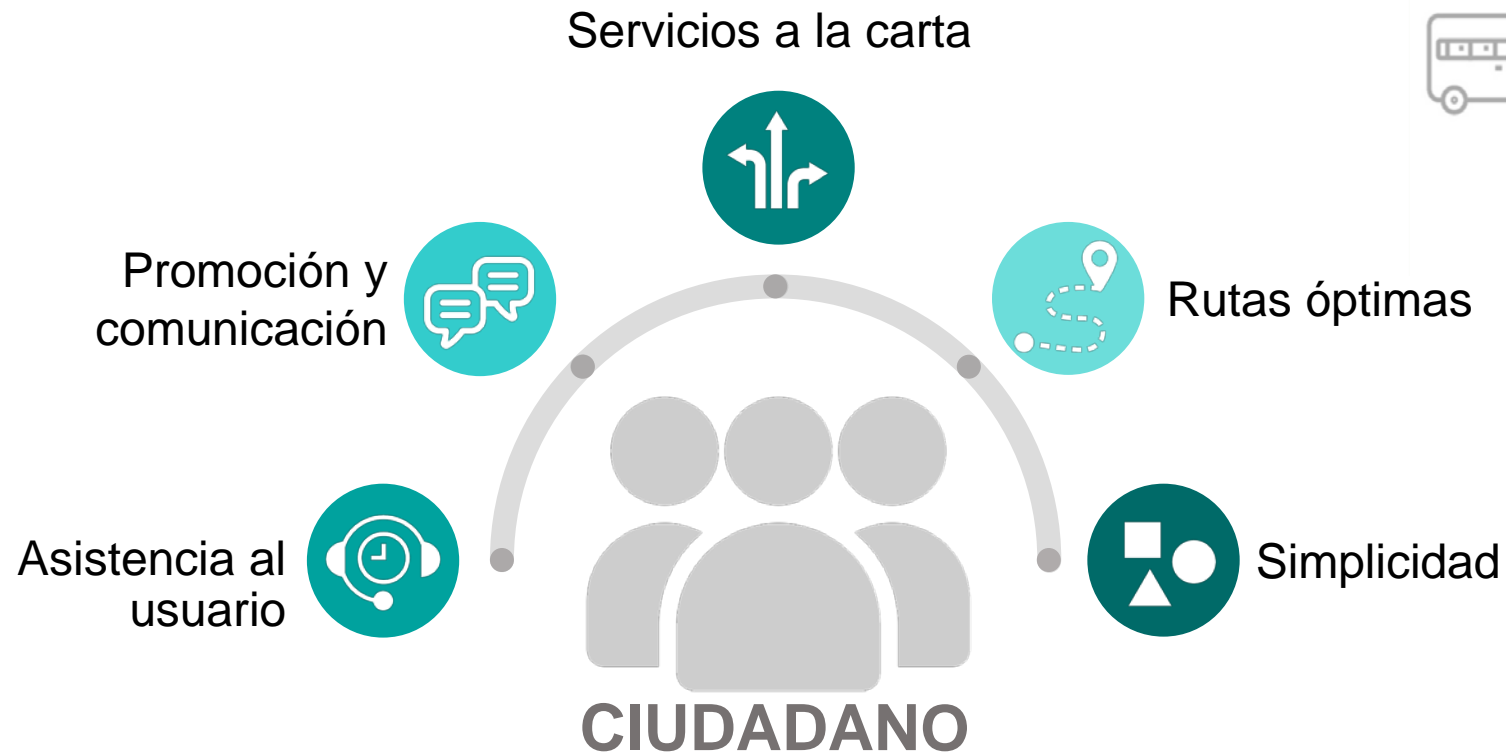 Servicios a la carta
Promoción y
comunicación
Rutas óptimas
Asistencia al
usuario
Simplicidad
CIUDADANO